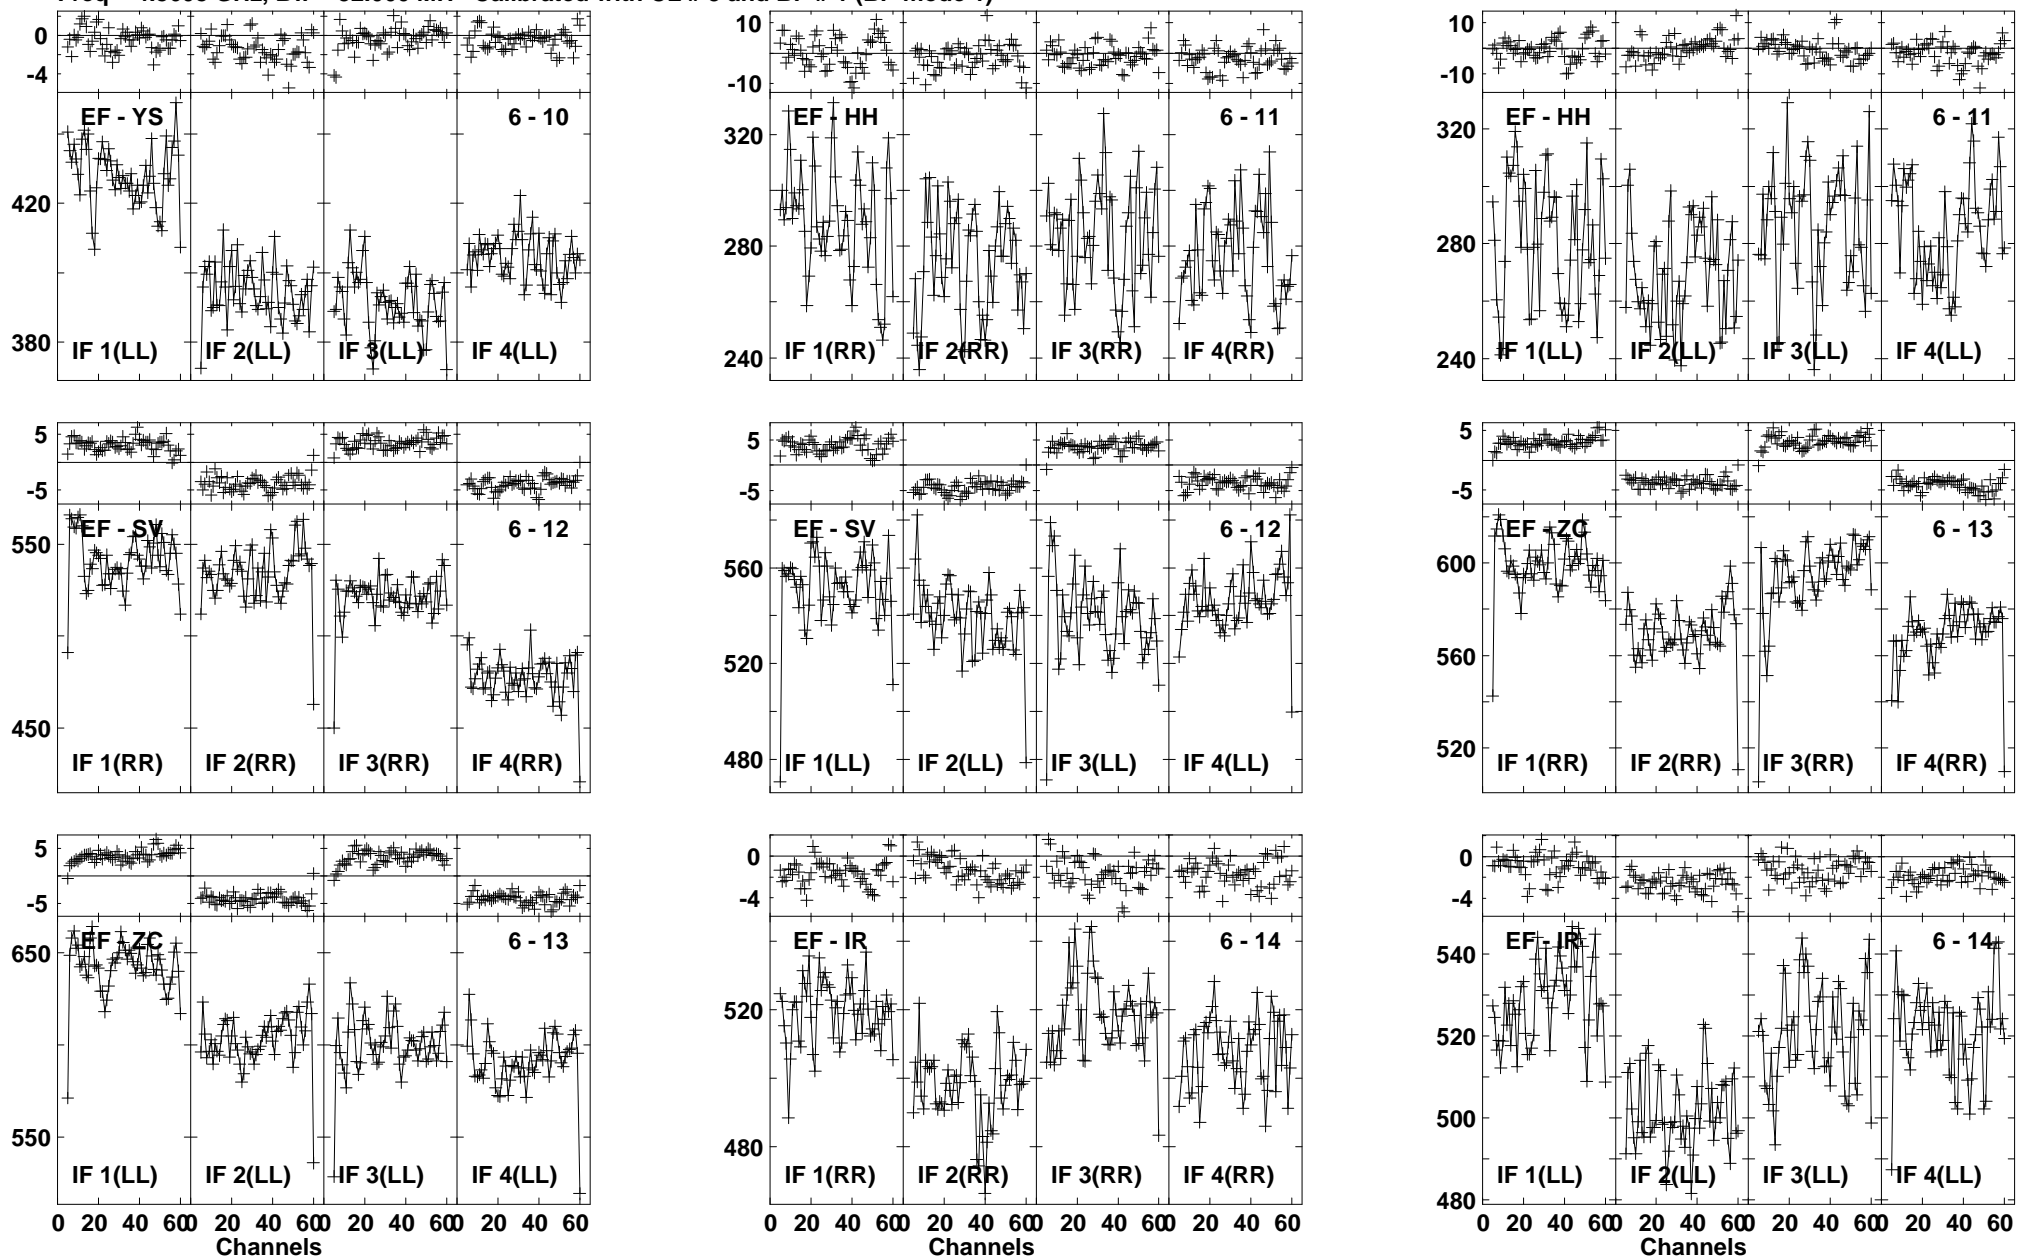 0
-4
EF - YS
6 - 10
420
380
IF 1(LL)
IF 2(LL)
IF 3(LL)
IF 4(LL)
10
0
-10
EF - HH
6 - 11
320
280
240
IF 1(RR)
IF 2(RR)
IF 3(RR)
IF 4(RR)
10
0
-10
EF - HH
6 - 11
320
280
240
IF 1(LL)
IF 2(LL)
IF 3(LL)
IF 4(LL)
5
-5
EF - SV
6 - 12
550
450
IF 1(RR)
IF 2(RR)
IF 3(RR)
IF 4(RR)
5
-5
EF - SV
6 - 12
560
520
480
IF 1(LL)
IF 2(LL)
IF 3(LL)
IF 4(LL)
5
-5
EF - ZC
6 - 13
600
560
520
IF 1(RR)
IF 2(RR)
IF 3(RR)
IF 4(RR)
5
-5
EF - ZC
6 - 13
650
550
IF 1(LL)
IF 2(LL)
IF 3(LL)
IF 4(LL)
0 20 40 60 0 20 40 60 0 20 40 60 0 20 40 60
Channels
0
-4
EF - IR
6 - 14
520
480
IF 1(RR)
IF 2(RR)
IF 3(RR)
IF 4(RR)
0 20 40 60 0 20 40 60 0 20 40 60 0 20 40 60
Channels
0
-4
EF - IR
6 - 14
540
520
500
480
IF 1(LL)
IF 2(LL)
IF 3(LL)
IF 4(LL)
0 20 40 60 0 20 40 60 0 20 40 60 0 20 40 60
Channels